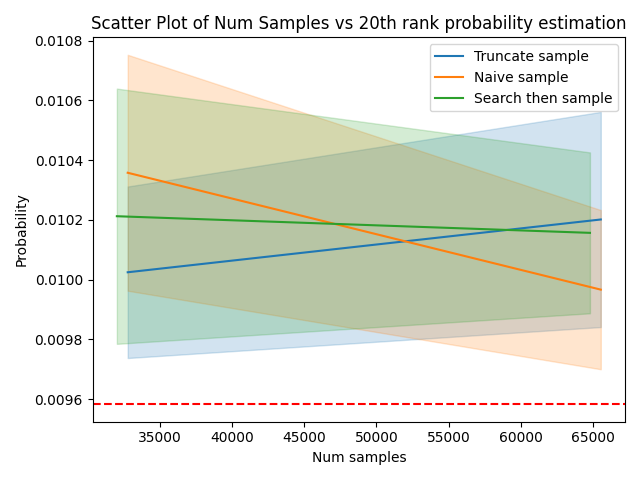 Scatter Plot of Num Samples vs 20th rank probability estimation
Truncate sample
Naive sample
Search then sample
Probability
0.0108
0.0106
0.0104
0.0102
0.0100
0.0098
0.0096
35000 40000 45000 50000 55000 60000 65000
Num samples